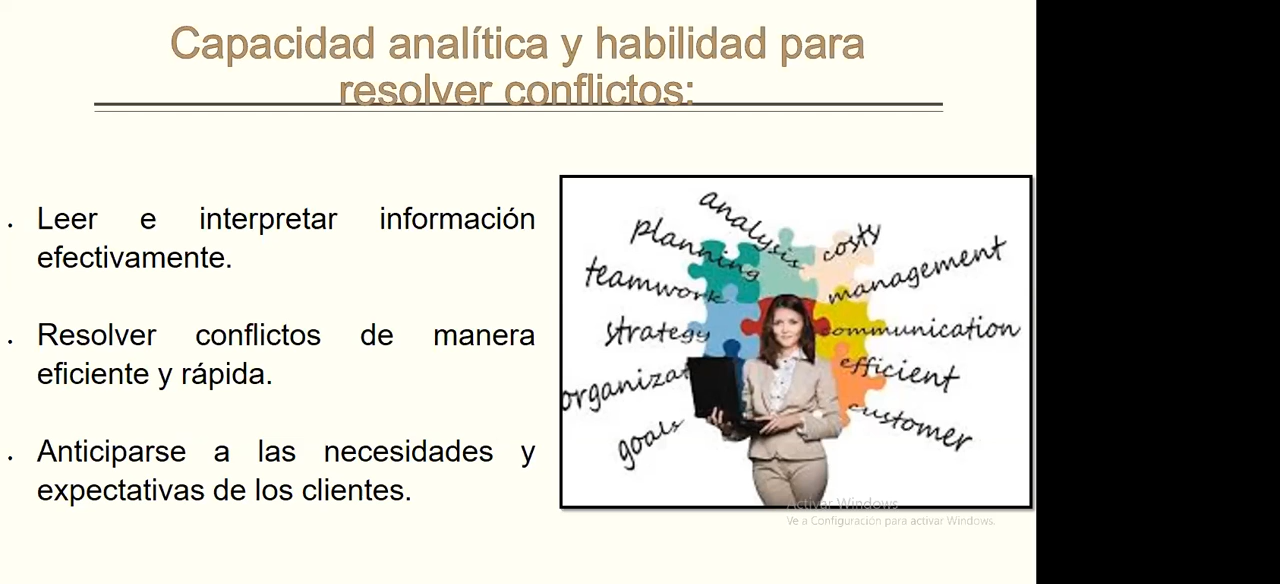 Capacidad analítica y habilidad para
resolver conflictos:
. Leer e interpretar información
efectivamente.
. Resolver conflictos de manera
eficiente y rápida.
. Anticiparse a las necesidades y
expectativas de los clientes.
analysis
planning
costy
teamwork
management
strategy
communication
organizat
efficient
goals
customer
Activar Windows
Ve a Configuración para activar Windows.